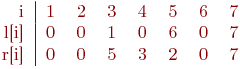 i | 1 2 3 4 5 6 7
l[i] | 0 0 1 0 6 0 7
r[i] | 0 0 5 3 2 0 7